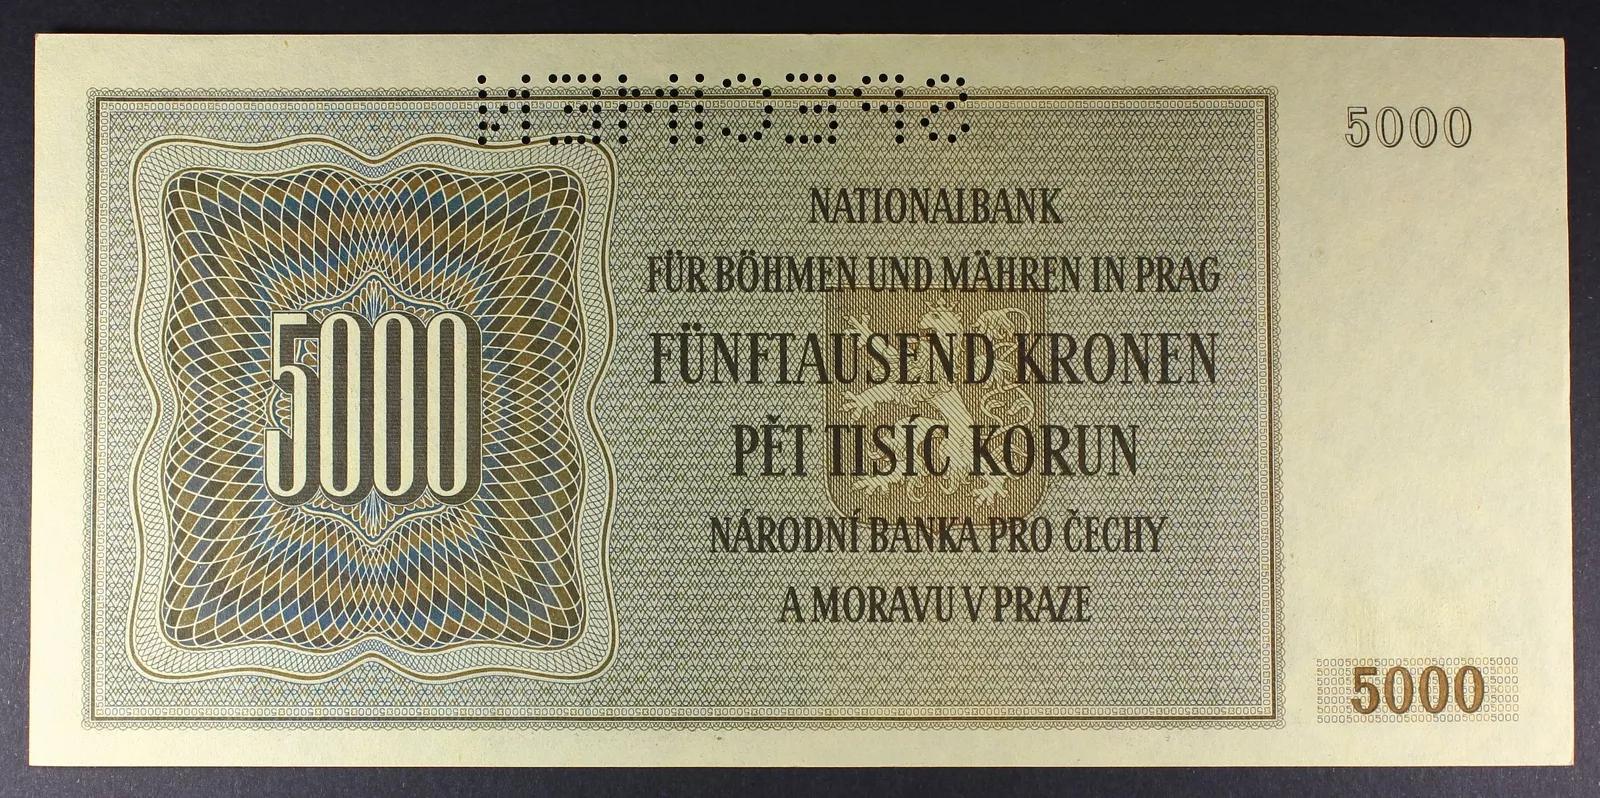 SPECIMEN
5000
NATIONALBANK
FÜR BÖHMEN UND MÄHREN IN PRAG
FÜNFTAUSEND KRONEN
PĚT TISÍC KORUN
NÁRODNÍ BANKA PRO ČECHY
A MORAVU V PRAZE
5000
5000